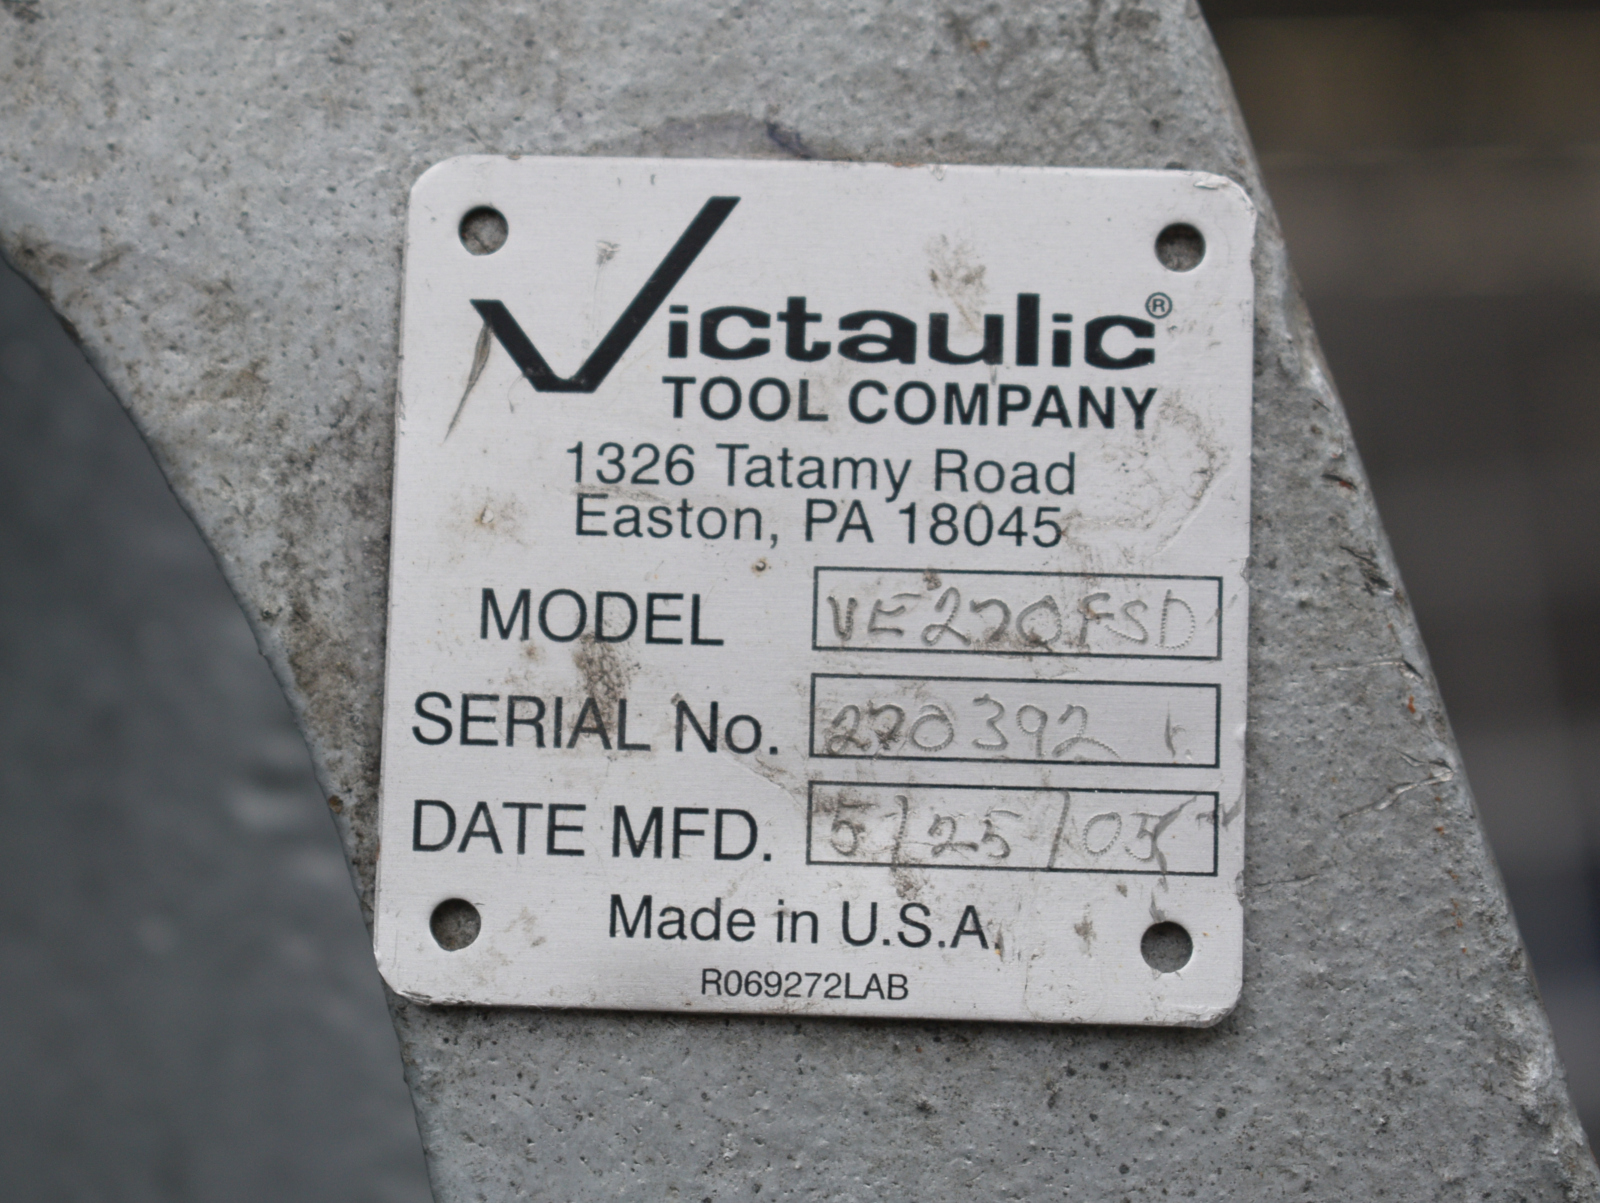 Victaulic®
TOOL COMPANY
1326 Tatamy Road
Easton, PA 18045
MODEL VE270FSD
SERIAL No. 270392
DATE MFD. 5/25/05
Made in U.S.A.
R069272LAB